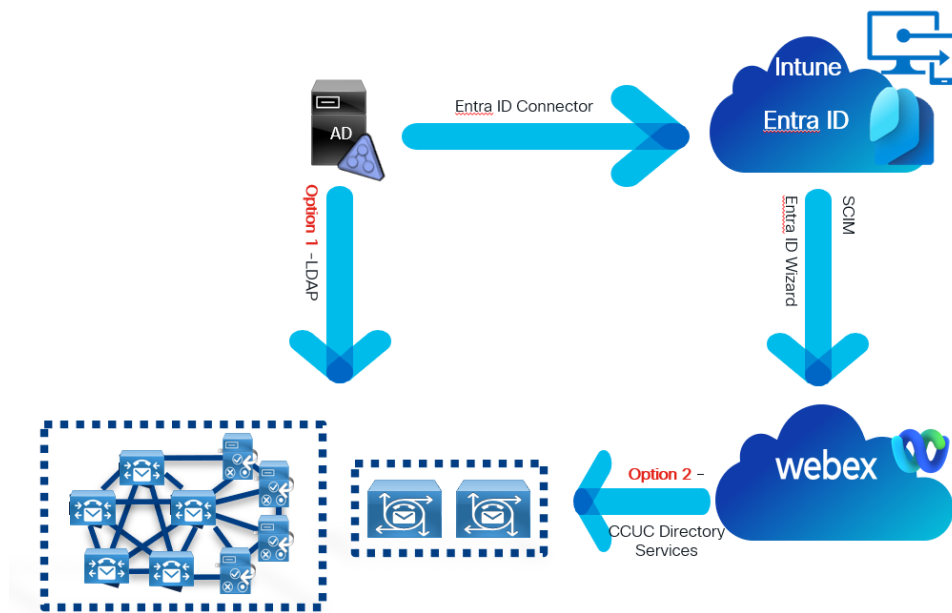 Intune
Entra ID
Entra ID Connector
AD
Option 1 -LDAP
SCIM
Entra ID Wizard
webex
Option 2 -
CCUC Directory
Services